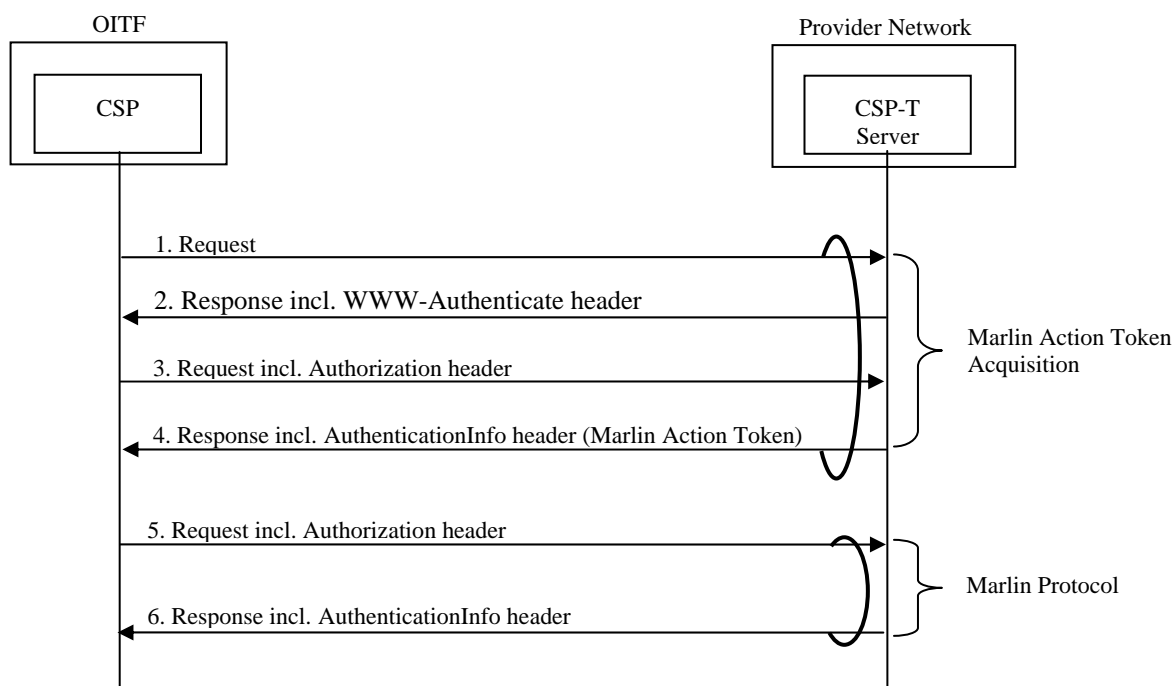 OITF
Provider Network
CSP
CSP-T
Server
1. Request
2. Response incl. WWW-Authenticate header
Marlin Action Token
Acquisition
3. Request incl. Authorization header
4. Response incl. AuthenticationInfo header (Marlin Action Token)
5. Request incl. Authorization header
Marlin Protocol
6. Response incl. AuthenticationInfo header